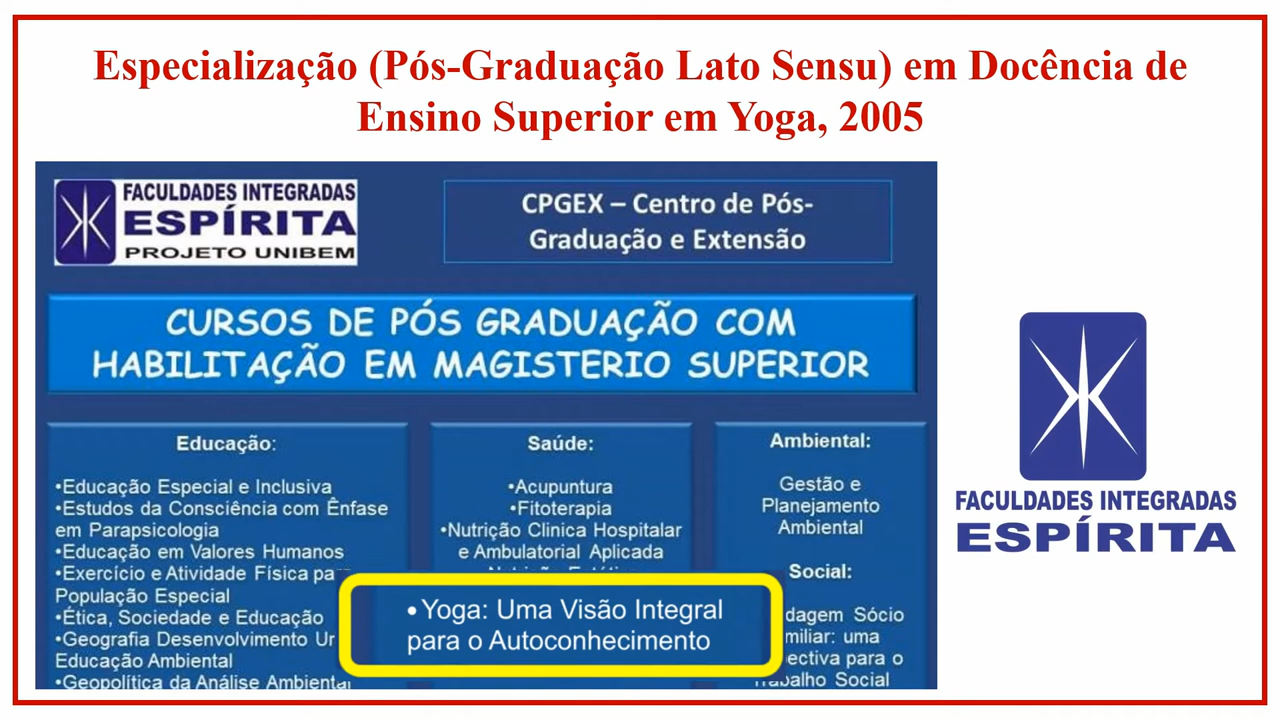 Especialização (Pós-Graduação Lato Sensu) em Docência de
Ensino Superior em Yoga, 2005
FACULDADES INTEGRADAS
ESPÍRITA
PROJETO UNIBEM
CPGEX – Centro de Pós-
Graduação e Extensão
CURSOS DE PÓS GRADUAÇÃO COM
HABILITAÇÃO EM MAGISTERIO SUPERIOR
Educação:
•Educação Especial e Inclusiva
•Estudos da Consciência com Ênfase
em Parapsicologia
•Educação em Valores Humanos
•Exercício e Atividade Física para
População Especial
•Ética, Sociedade e Educação
•Geografia Desenvolvimento
Educação Ambiental
•Geopolítica da Análise Ambiental
Saúde:
•Acupuntura
•Fitoterapia
•Nutrição Clinica Hospitalar
e Ambulatorial Aplicada
• Yoga: Uma Visão Integral
para o Autoconhecimento
Ambiental:
Gestão e
Planejamento
Ambiental
Social:
Sócio
uma
para o
Trabalho Social
FACULDADES INTEGRADAS
ESPÍRITA